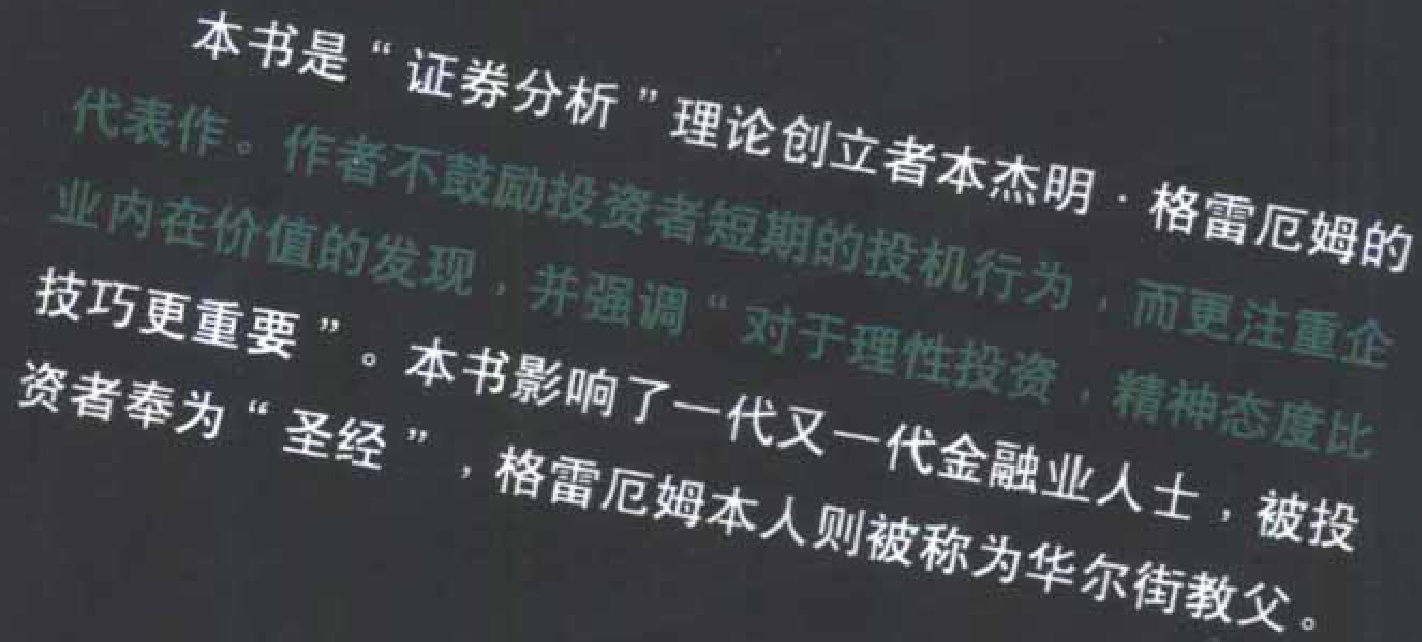 本书是“证券分析”理论创立者本杰明·格雷厄姆的
代表作。作者不鼓励投资者短期的投机行为，而更注重企
业内在价值的发现，并强调“对于理性投资，精神态度比
技巧更重要”。本书影响了一代又一代金融业人士，被投
资者奉为“圣经”，格雷厄姆本人则被称为华尔街教父。